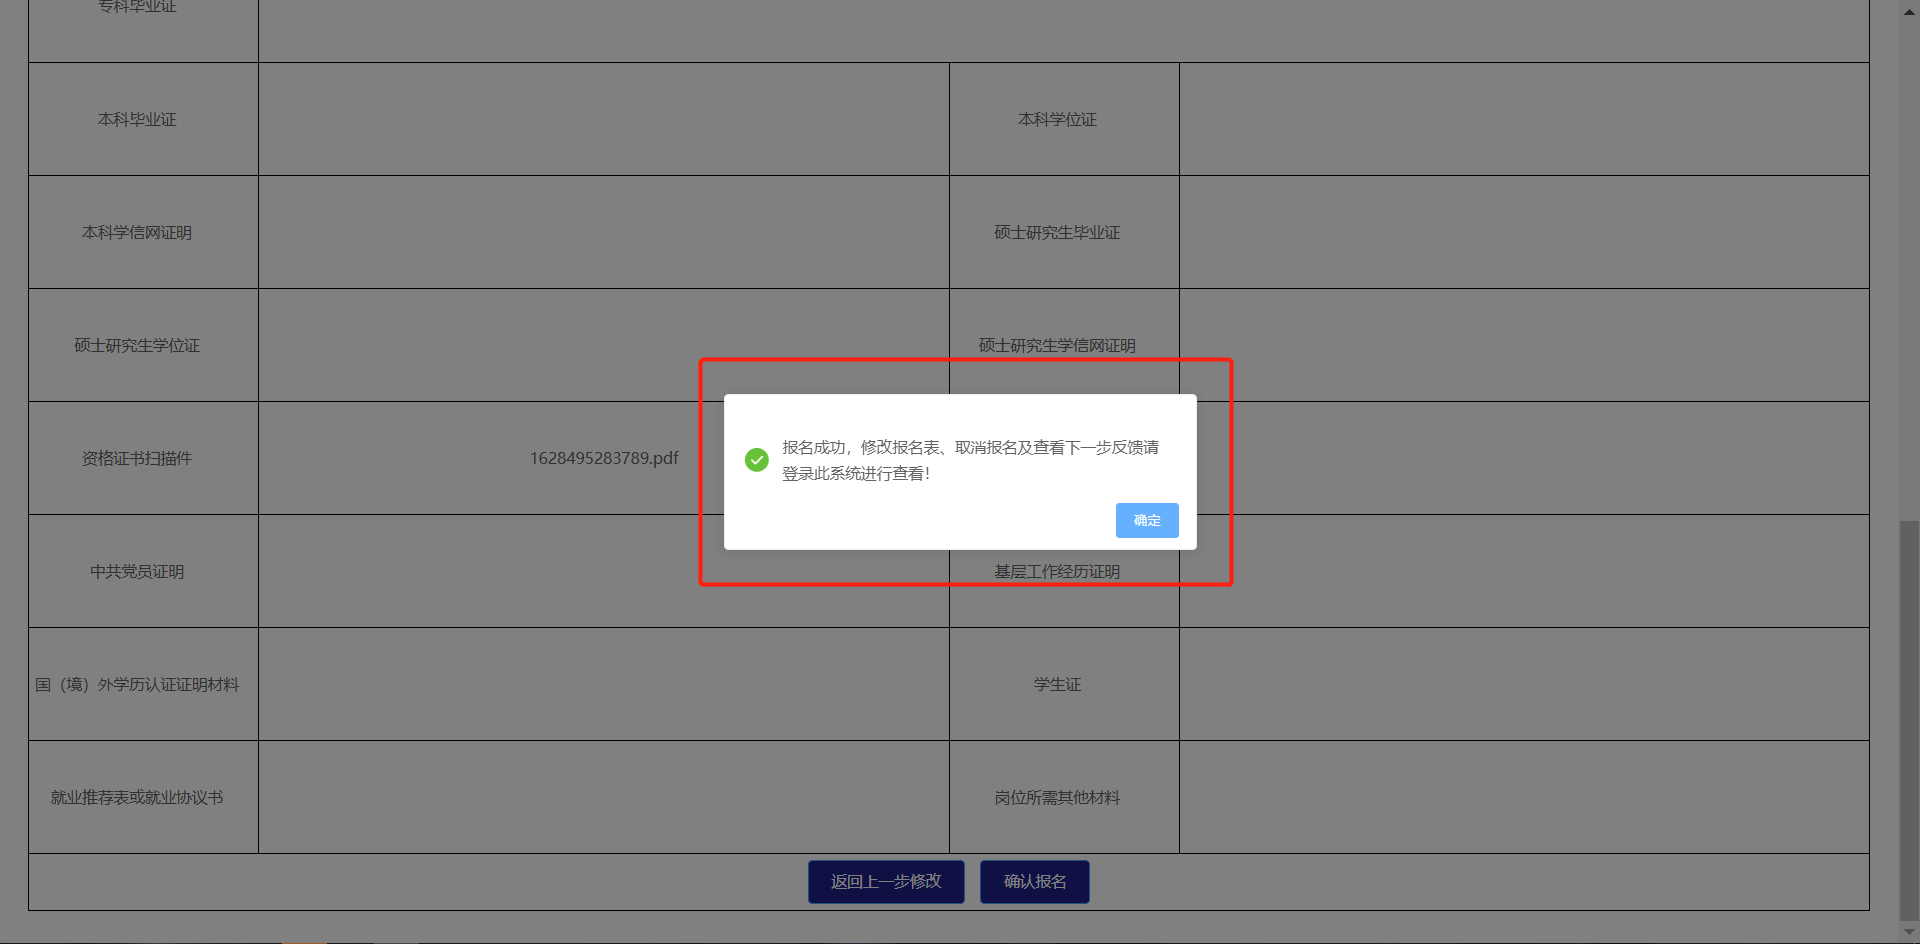 专科毕业证
本科毕业证
本科学位证
本科学信网证明
硕士研究生毕业证
硕士研究生学位证
硕士研究生学信网证明
资格证书扫描件
1628495283789.pdf
报名成功，修改报名表、取消报名及查看下一步反馈请
登录此系统进行查看！
确定
中共党员证明
基层工作经历证明
国（境）外学历认证证明材料
学生证
就业推荐表或就业协议书
岗位所需其他材料
返回上一步修改
确认报名